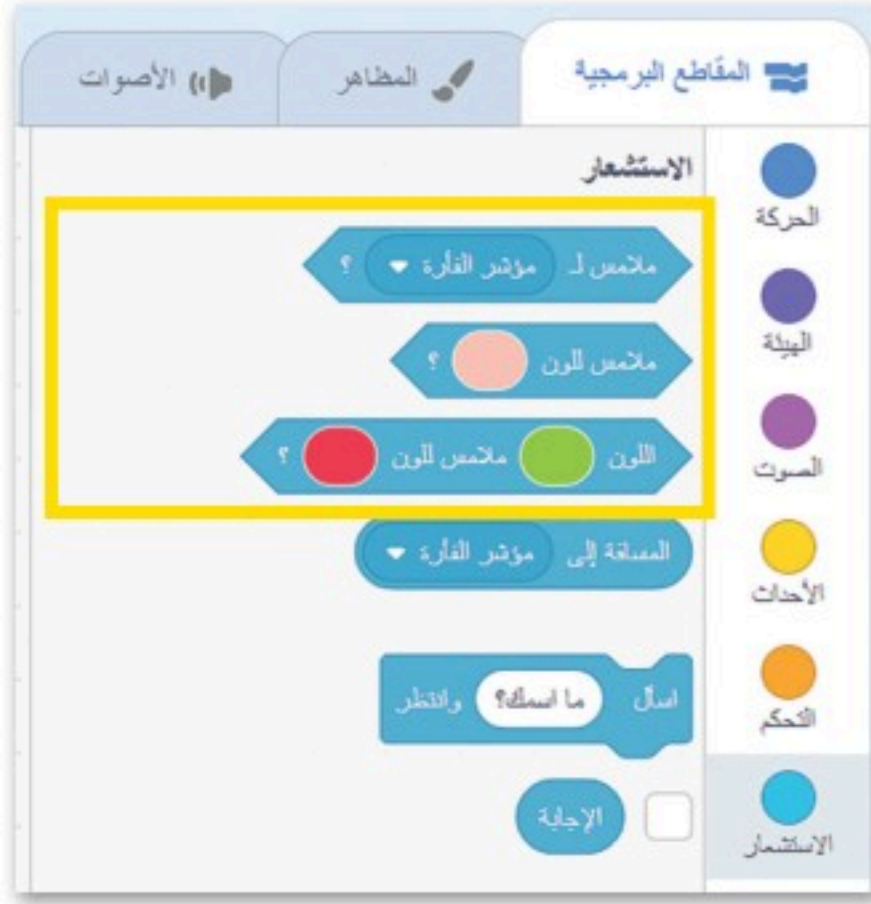 المقاطع البرمجية
المظاهر
الأصوات
الاستشعار
الحركة
الهيئة
الصوت
الأحداث
التحكم
الاستشعار
ملامس لـ مؤشر الفأرة ؟
ملامس للون ؟
اللون ملامس للون ؟
المسافة إلى مؤشر الفأرة
اسأل ما اسمك؟ وانتظر
الإجابة